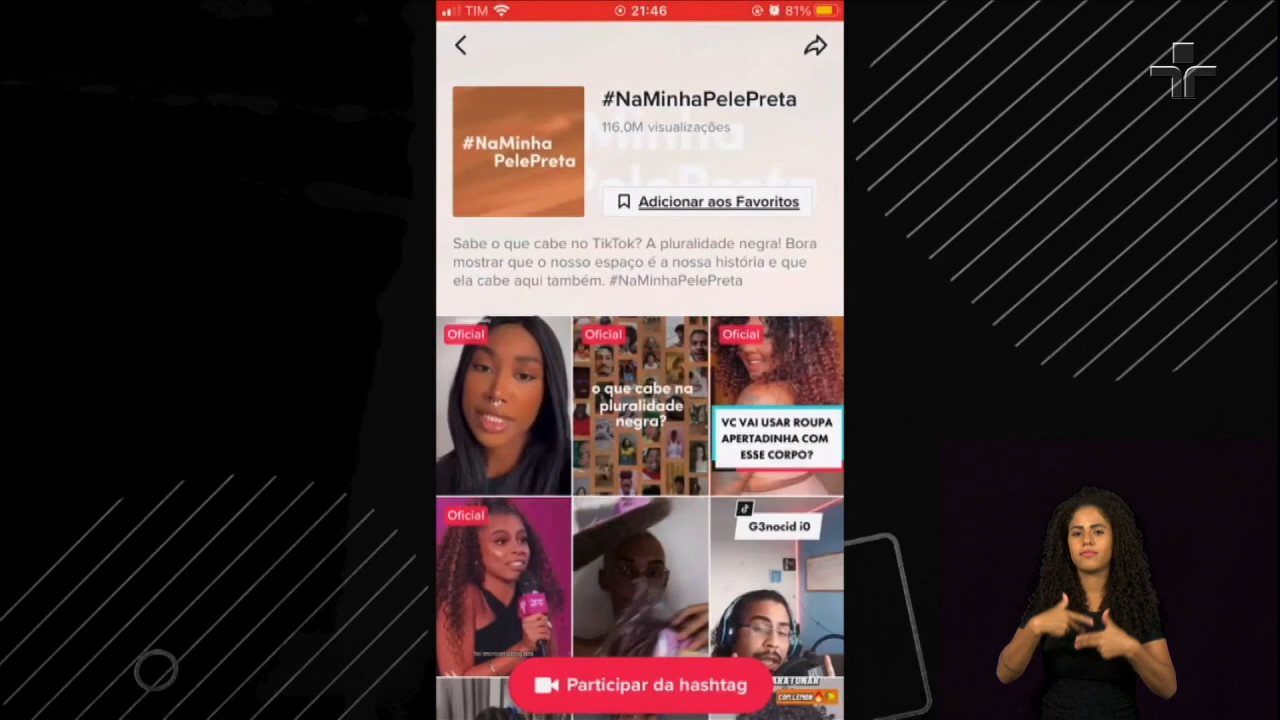 TIM
21:46
81%
#NaMinhaPelePreta
116.0M visualizações
#NaMinha
PelePreta
Adicionar aos Favoritos
Sabe o que cabe no TikTok? A pluralidade negra! Bora
mostrar que o nosso espaço é a nossa história e que
ela cabe aqui também. #NaMinhaPelePreta
Oficial
Oficial
Oficial
o que cabe na
pluralidade
negra?
VC VAI USAR ROUPA
APERTADINHA COM
ESSE CORPO?
Oficial
G3nocid i0
Participar da hashtag